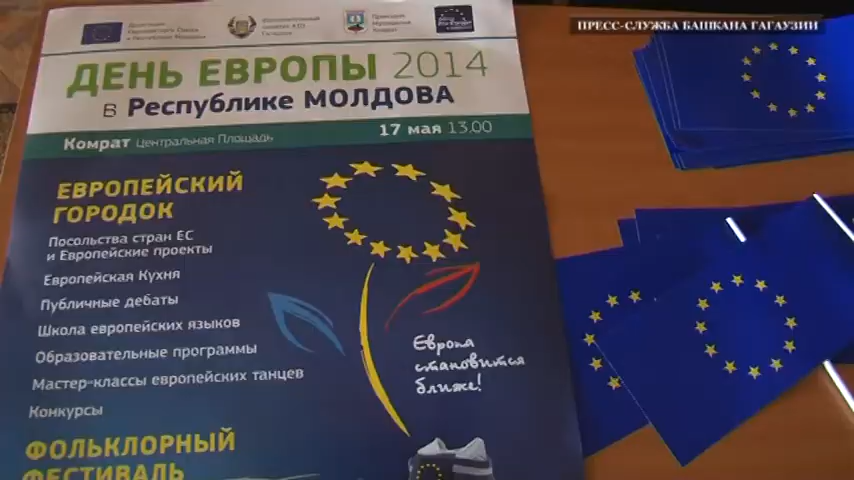 ПРЕСС-СЛУЖБА БАШКАНА ГАГАУЗИИ
ДЕНЬ ЕВРОПЫ 2014
в Республике МОЛДОВА
Комрат Центральная Площадь
17 мая 13.00
ЕВРОПЕЙСКИЙ
ГОРОДОК
Посольства стран ЕС
и Европейские проекты
Европейская Кухня
Публичные дебаты
Школа европейских языков
Образовательные программы
Мастер-классы европейских танцев
Конкурсы
Европа
становится
ближе!
ФОЛЬКЛОРНЫЙ
ФЕСТИВАЛЬ